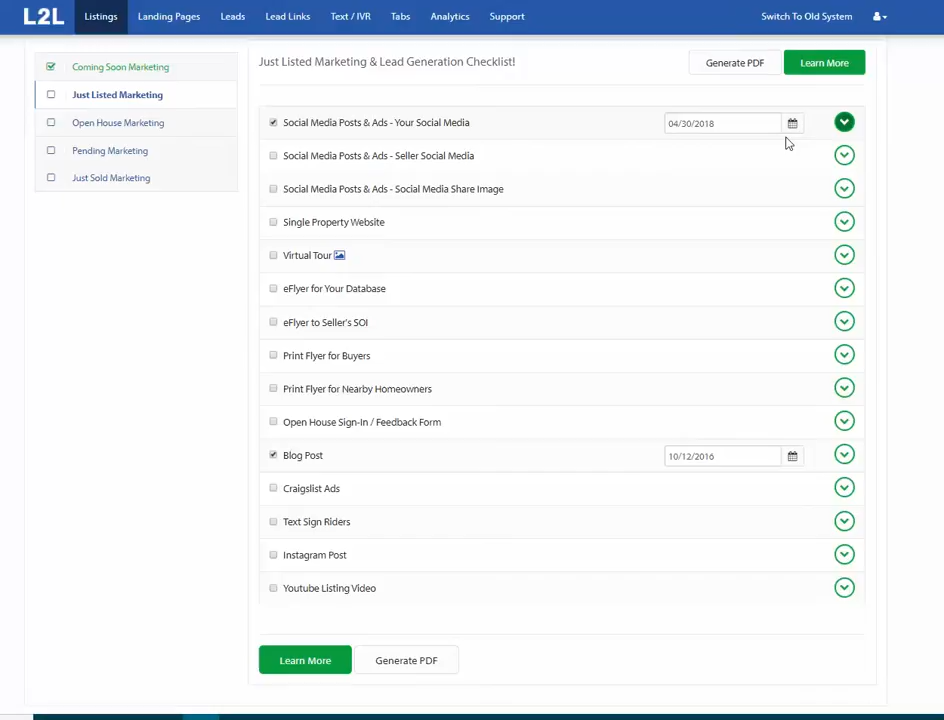 L2L Listings Landing Pages Leads Lead Links Text / IVR Tabs Analytics Support Switch To Old System
Coming Soon Marketing
Just Listed Marketing
Open House Marketing
Pending Marketing
Just Sold Marketing
Just Listed Marketing & Lead Generation Checklist!
Generate PDF
Learn More
Social Media Posts & Ads - Your Social Media 04/30/2018
Social Media Posts & Ads - Seller Social Media
Social Media Posts & Ads - Social Media Share Image
Single Property Website
Virtual Tour
eFlyer for Your Database
eFlyer to Seller's SOI
Print Flyer for Buyers
Print Flyer for Nearby Homeowners
Open House Sign-In / Feedback Form
Blog Post 10/12/2016
Craigslist Ads
Text Sign Riders
Instagram Post
Youtube Listing Video
Learn More
Generate PDF